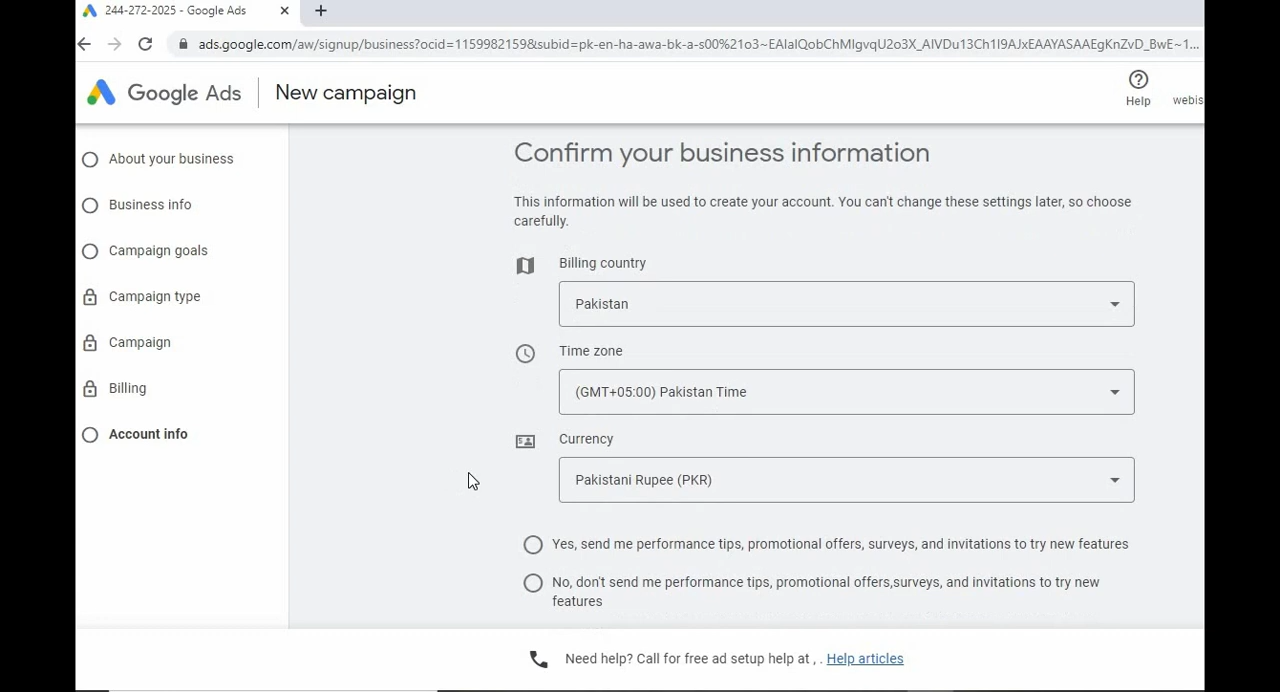 244-272-2025 - Google Ads
ads.google.com/aw/signup/business?ocid=1159982159&subid=pk-en-ha-awa-bk-a-s00%21o3~EAIaIQobChMIgvqU2o3X_AIVDu13Ch1I9AJxEAAYASAAEgKnZvD_BwE~1...
Google Ads
New campaign
Help
webis
About your business
Business info
Campaign goals
Campaign type
Campaign
Billing
Account info
Confirm your business information
This information will be used to create your account. You can't change these settings later, so choose
carefully.
Billing country
Pakistan
Time zone
(GMT+05:00) Pakistan Time
Currency
Pakistani Rupee (PKR)
Yes, send me performance tips, promotional offers, surveys, and invitations to try new features
No, don't send me performance tips, promotional offers,surveys, and invitations to try new
features
Need help? Call for free ad setup help at , . Help articles